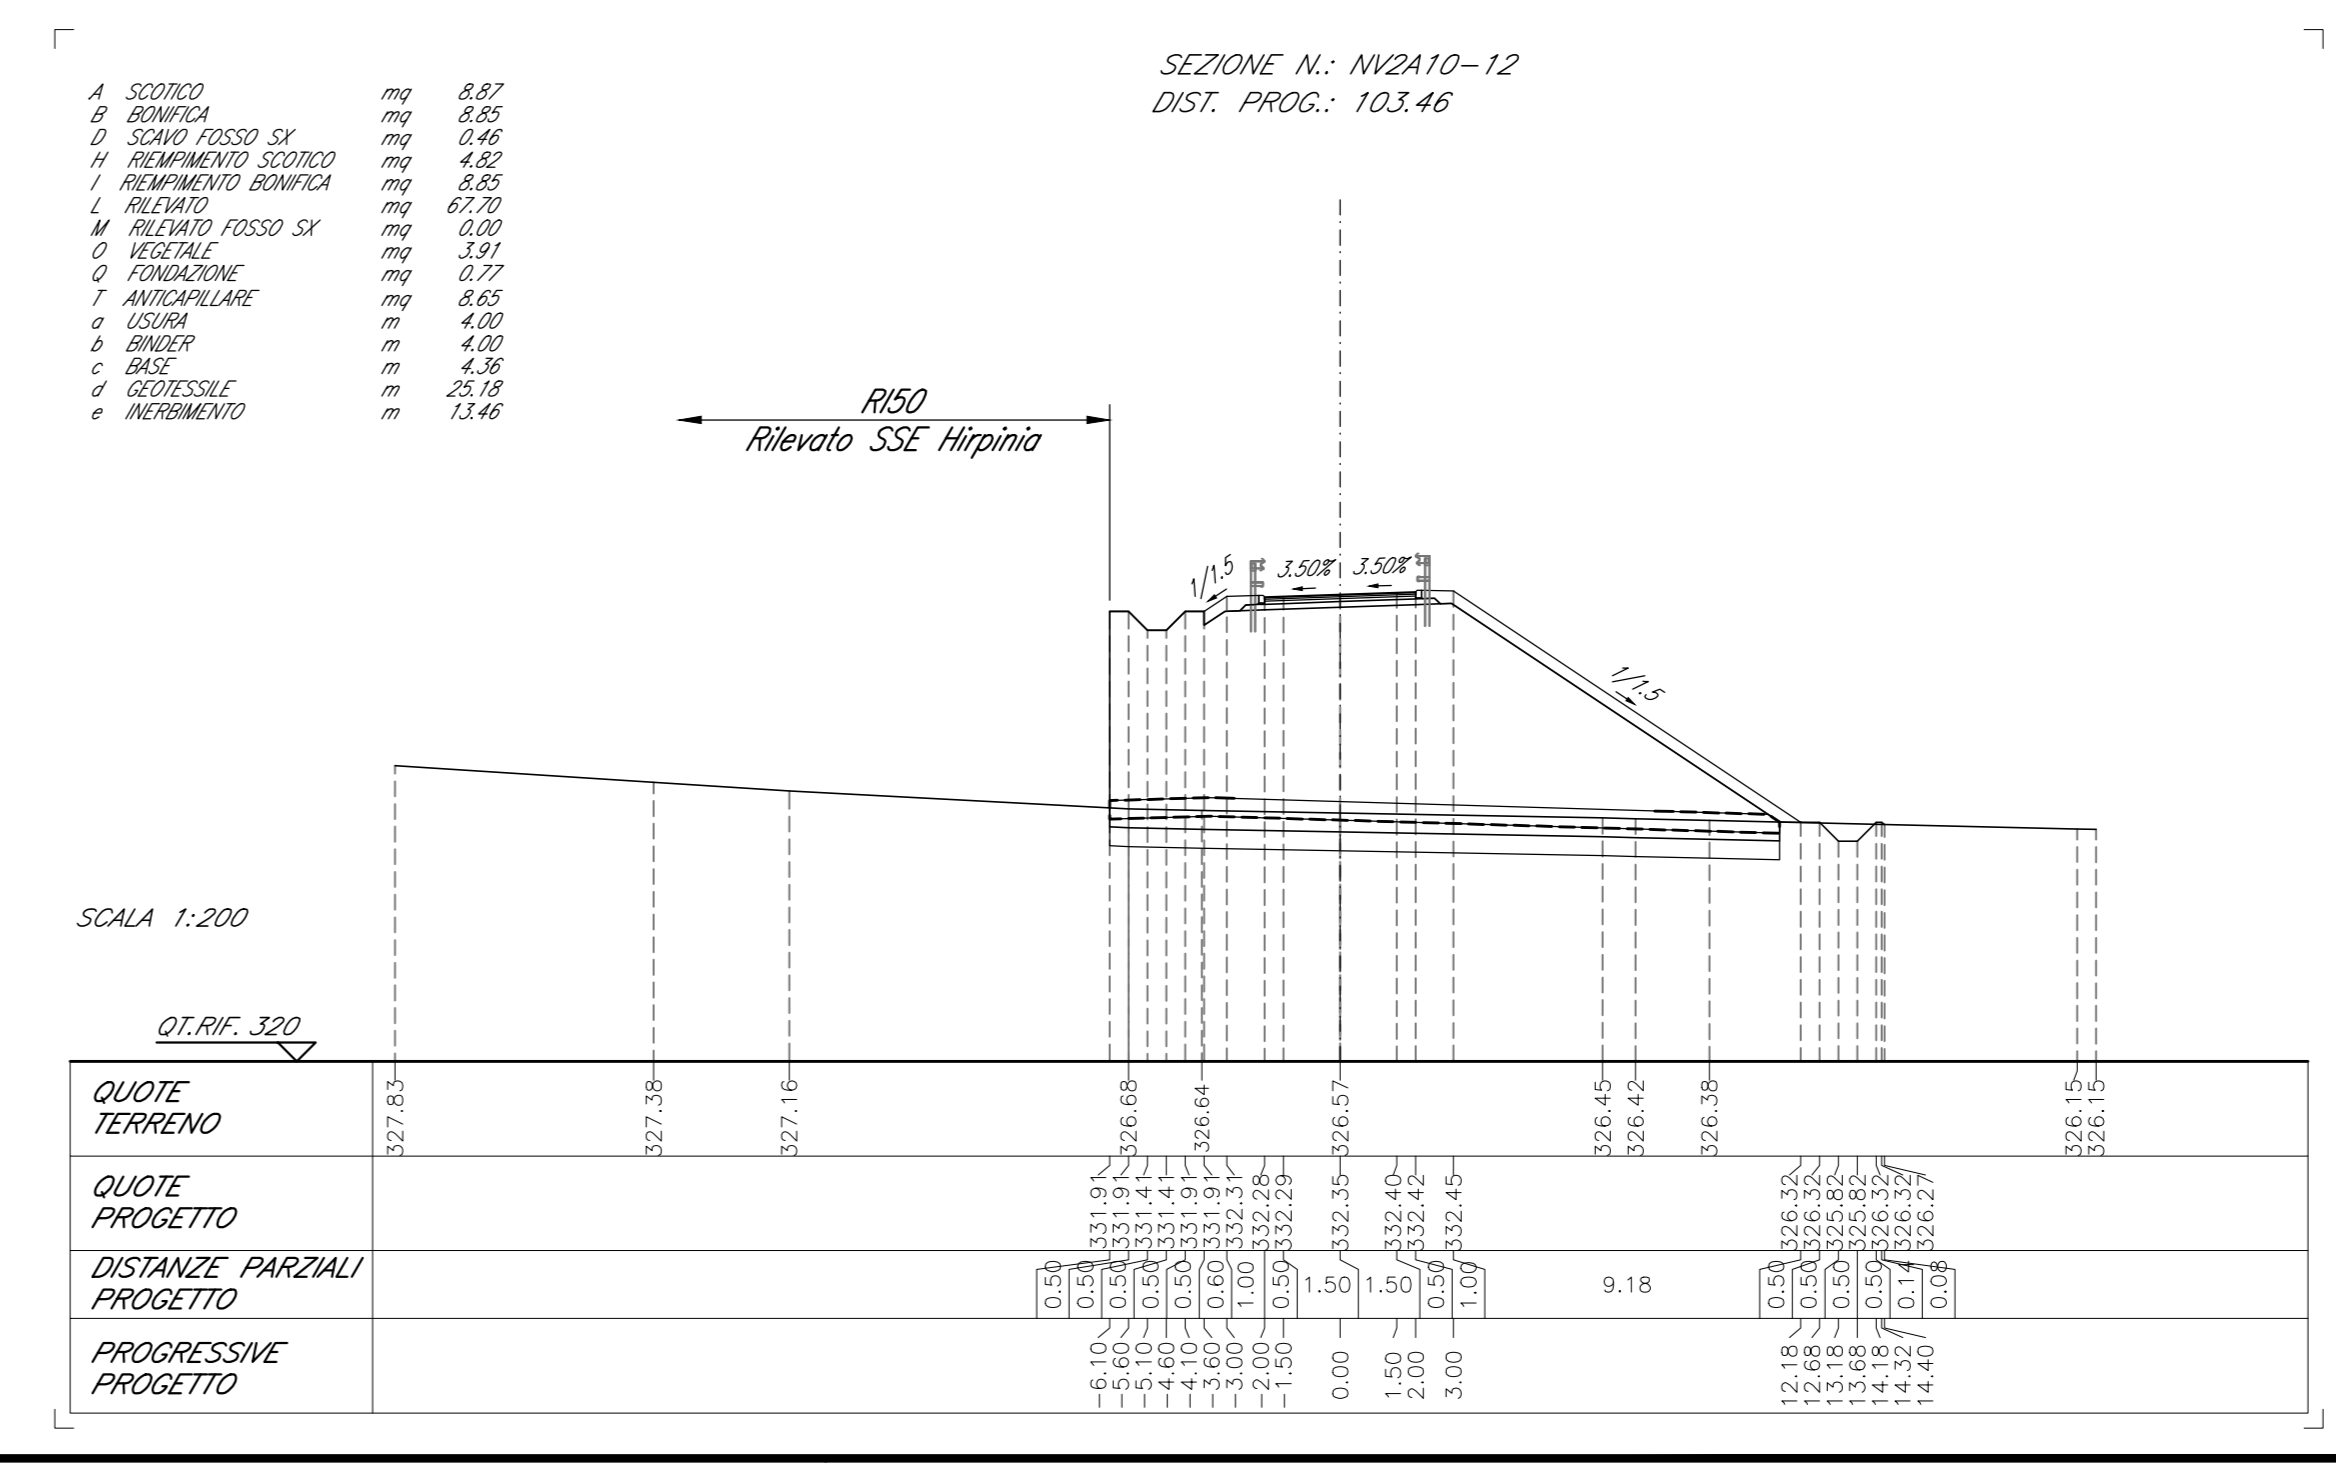 SEZIONE N.: NV2A10-12
DIST. PROG.: 103.46
A SCOTICO mq 8.87
B BONIFICA mq 8.85
D SCAVO FOSSO SX mq 0.46
H RIEMPIMENTO SCOTICO mq 4.82
I RIEMPIMENTO BONIFICA mq 8.85
L RILEVATO mq 67.70
M RILEVATO FOSSO SX mq 0.00
O VEGETALE mq 3.91
Q FONDAZIONE mq 0.77
T ANTICAPILLARE mq 8.65
a USURA m 4.00
b BINDER m 4.00
c BASE m 4.36
d GEOTESSILE m 25.18
e INERBIMENTO m 13.46
RI50
Rilevato SSE Hirpinia
1/1.5 3.50% 3.50%
1/1.5
SCALA 1:200
QT.RIF. 320
QUOTE
TERRENO
327.83 327.38 327.16 326.68 326.64 326.57 326.45 326.42 326.38 326.15 326.15
QUOTE
PROGETTO
331.91 331.91 331.41 331.41 331.91 331.91 332.31 332.28 332.29 332.35 332.40 332.42 332.45 326.32 326.32 325.82 325.82 326.32 326.32 326.27
DISTANZE PARZIALI
PROGETTO
0.50 0.50 0.50 0.50 0.50 0.60 1.00 0.50 1.50 1.50 0.50 1.00 9.18 0.50 0.50 0.50 0.50 0.14 0.08
PROGRESSIVE
PROGETTO
-6.10 -5.60 -5.10 -4.60 -4.10 -3.60 -3.00 -2.00 -1.50 0.00 1.50 2.00 3.00 12.18 12.68 13.18 13.68 14.18 14.32 14.40